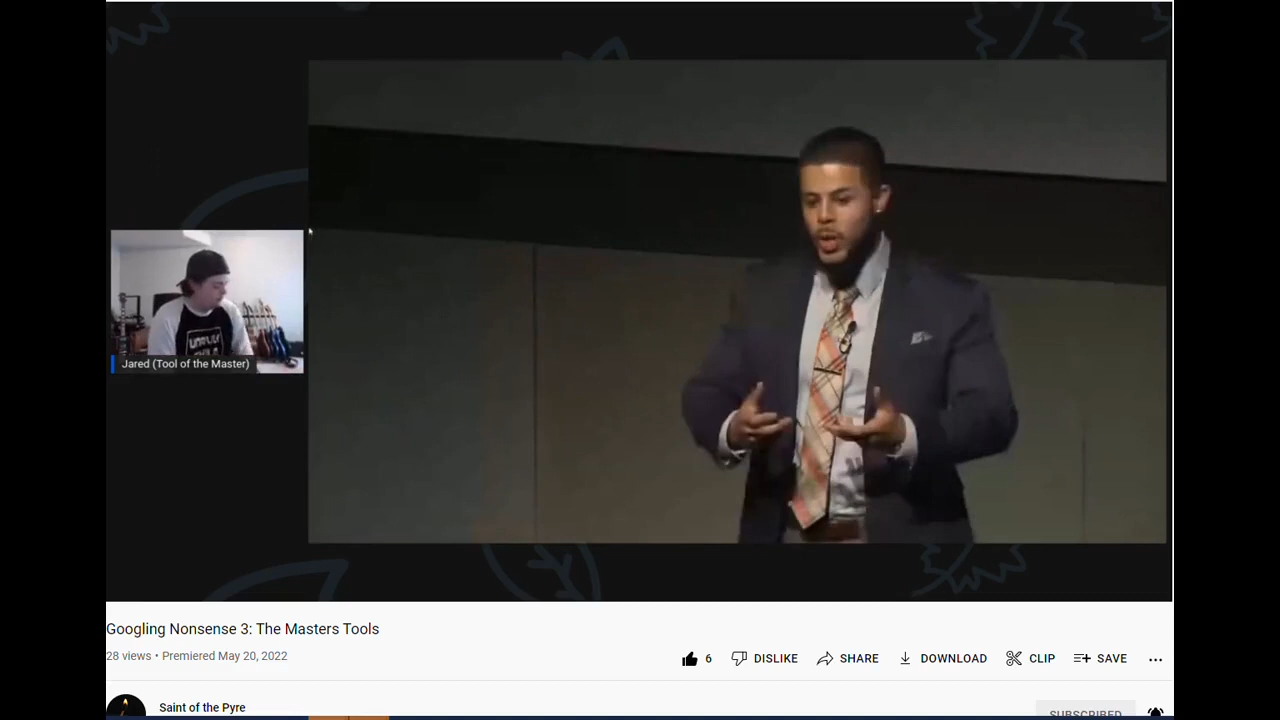 Jared (Tool of the Master)
Googling Nonsense 3: The Masters Tools
28 views • Premiered May 20, 2022
6 DISLIKE SHARE DOWNLOAD CLIP SAVE ...
Saint of the Pyre
SUBSCRIBED